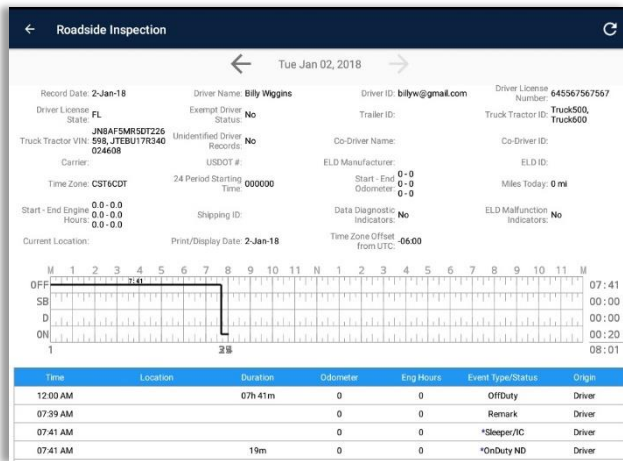 Roadside Inspection
Tue Jan 02, 2018
Record Date: 2-Jan-18 Driver Name: Billy Wiggins Driver ID: billyw@gmail.com Driver License Number: 645567567567
Driver License State: FL Exempt Driver Status: No Trailer ID: Truck Tractor ID: Truck500, Truck600
Truck Tractor VIN: JN8AF5MR5DT226598, JTEBU17R340024608 Unidentified Driver Records: No Co-Driver Name: Co-Driver ID:
Carrier: USDOT #: ELD Manufacturer: ELD ID:
Time Zone: CST6CDT 24 Period Starting Time: 000000 Start - End Odometer: 0 - 0 0 - 0 0 - 0 Miles Today: 0 mi
Start - End Engine Hours: 0.0 - 0.0 0.0 - 0.0 0.0 - 0.0 Shipping ID: Data Diagnostic Indicators: No ELD Malfunction Indicators: No
Current Location: Print/Display Date: 2-Jan-18 Time Zone Offset from UTC: -06:00
M 1 2 3 4 5 6 7 8 9 10 11 N 1 2 3 4 5 6 7 8 9 10 11 M
OFF 7:41 07:41
SB 00:00
D 00:00
ON 00:20
1 08:01
Time Location Duration Odometer Eng Hours Event Type/Status Origin
12:00 AM 07h 41m 0 0 OffDuty Driver
07:39 AM 0 0 Remark Driver
07:41 AM 0 0 *Sleeper/IC Driver
07:41 AM 19m 0 0 *OnDuty ND Driver